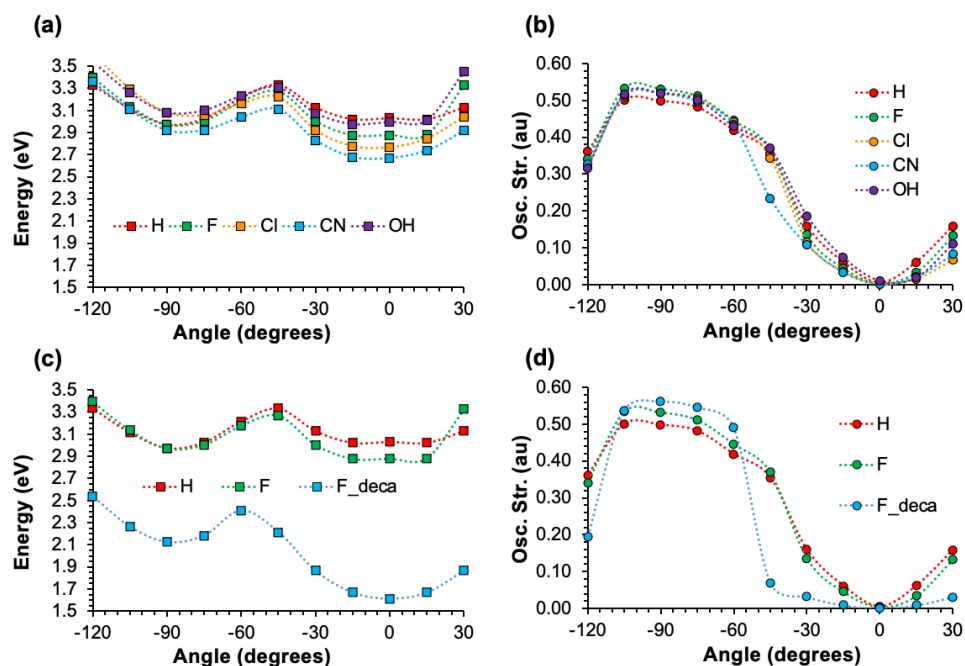 (a)
Energy (eV)
3.5
3.3
3.1
2.9
2.7
2.5
2.3
2.1
1.9
1.7
1.5
H F Cl CN OH
-120 -90 -60 -30 0 30
Angle (degrees)
(b)
Osc. Str. (au)
0.60
0.50
0.40
0.30
0.20
0.10
0.00
H
F
Cl
CN
OH
-120 -90 -60 -30 0 30
Angle (degrees)
(c)
Energy (eV)
3.5
3.3
3.1
2.9
2.7
2.5
2.3
2.1
1.9
1.7
1.5
H F F_deca
-120 -90 -60 -30 0 30
Angle (degrees)
(d)
Osc. Str. (au)
0.60
0.50
0.40
0.30
0.20
0.10
0.00
H
F
F_deca
-120 -90 -60 -30 0 30
Angle (degrees)